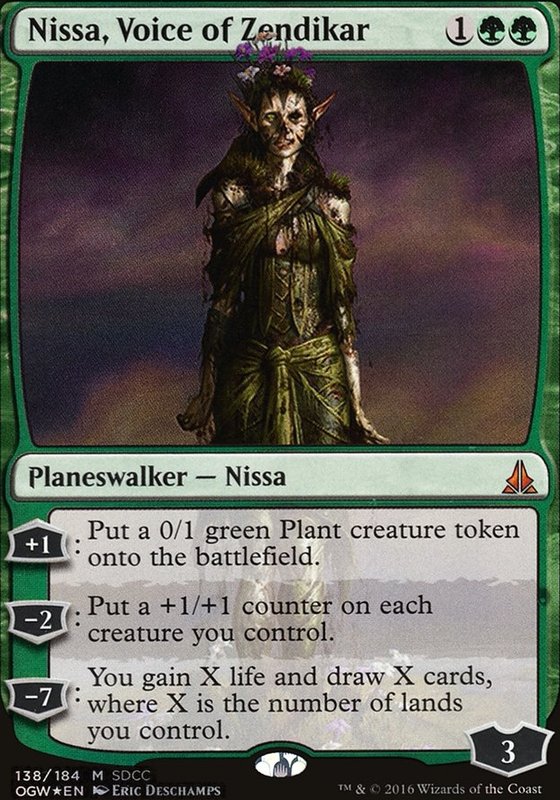 Nissa, Voice of Zendikar 1
Planeswalker — Nissa
+1: Put a 0/1 green Plant creature token
onto the battlefield.
−2: Put a +1/+1 counter on each
creature you control.
−7: You gain X life and draw X cards,
where X is the number of lands
you control.
3
138/184 M SDCC
OGW★EN Eric Deschamps
™ & © 2016 Wizards of the Coast